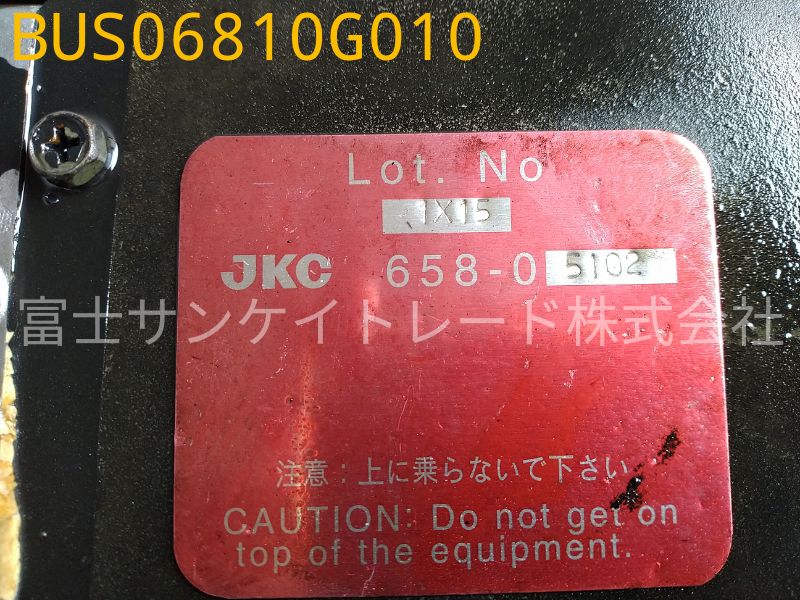 BUS06810G010
Lot. No
1X15
JKC 658-0 5102
富士サンケイトレード株式会社
注意：上に乗らないで下さい
CAUTION: Do not get on
top of the equipment.